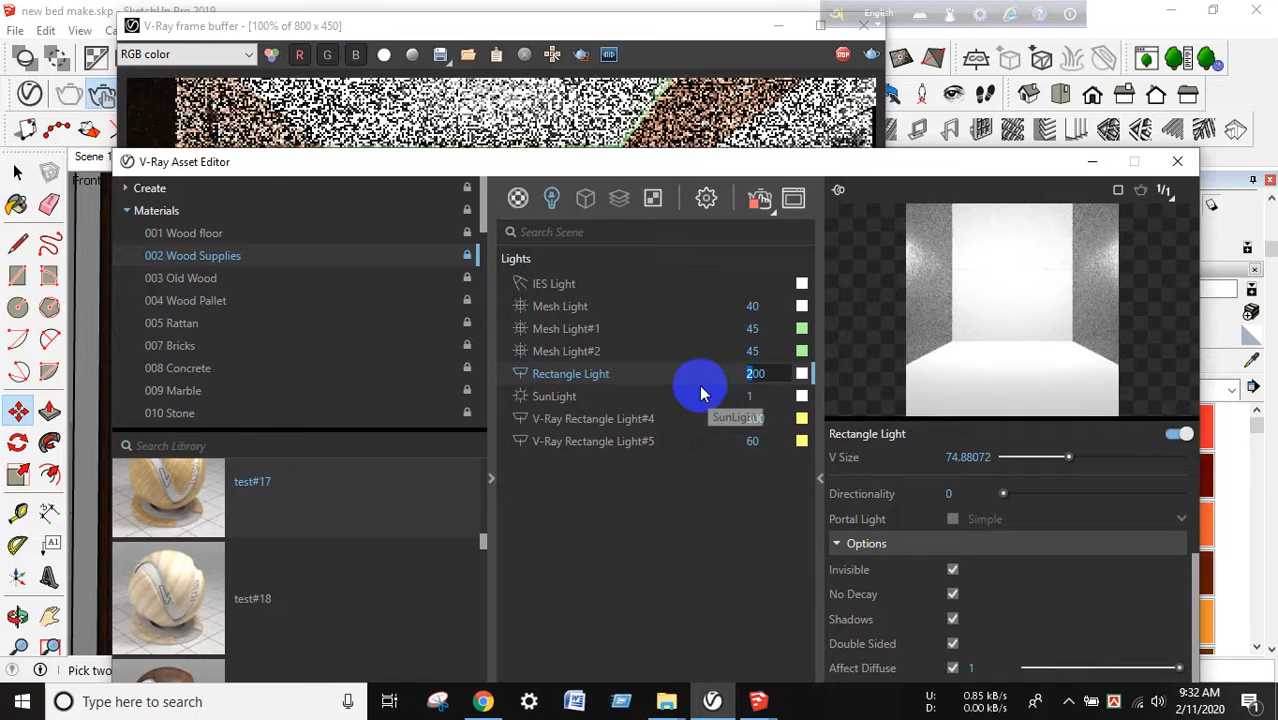 new bed make.skp - SketchUp Pro 2019
English
V-Ray frame buffer - [100% of 800 x 450]
File Edit View
RGB color
R G B
Scene 1
Front
V-Ray Asset Editor
Create
Materials
001 Wood floor
002 Wood Supplies
003 Old Wood
004 Wood Pallet
005 Rattan
007 Bricks
008 Concrete
009 Marble
010 Stone
Search Library
test#17
test#18
Search Scene
Lights
IES Light
Mesh Light 40
Mesh Light#1 45
Mesh Light#2 45
Rectangle Light 200
SunLight 1
SunLight
V-Ray Rectangle Light#4
V-Ray Rectangle Light#5 60
1/1
Rectangle Light
V Size 74.88072
Directionality 0
Portal Light Simple
Options
Invisible
No Decay
Shadows
Double Sided
Affect Diffuse 1
A1
Pick two
Type here to search
U: 0.85 kB/s
D: 0.00 kB/s
9:32 AM
2/11/2020